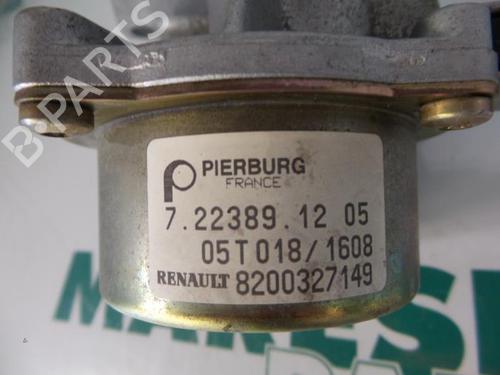 B-PARTS
PIERBURG
FRANCE
7.22389.12 05
05T018/1608
RENAULT 8200327149